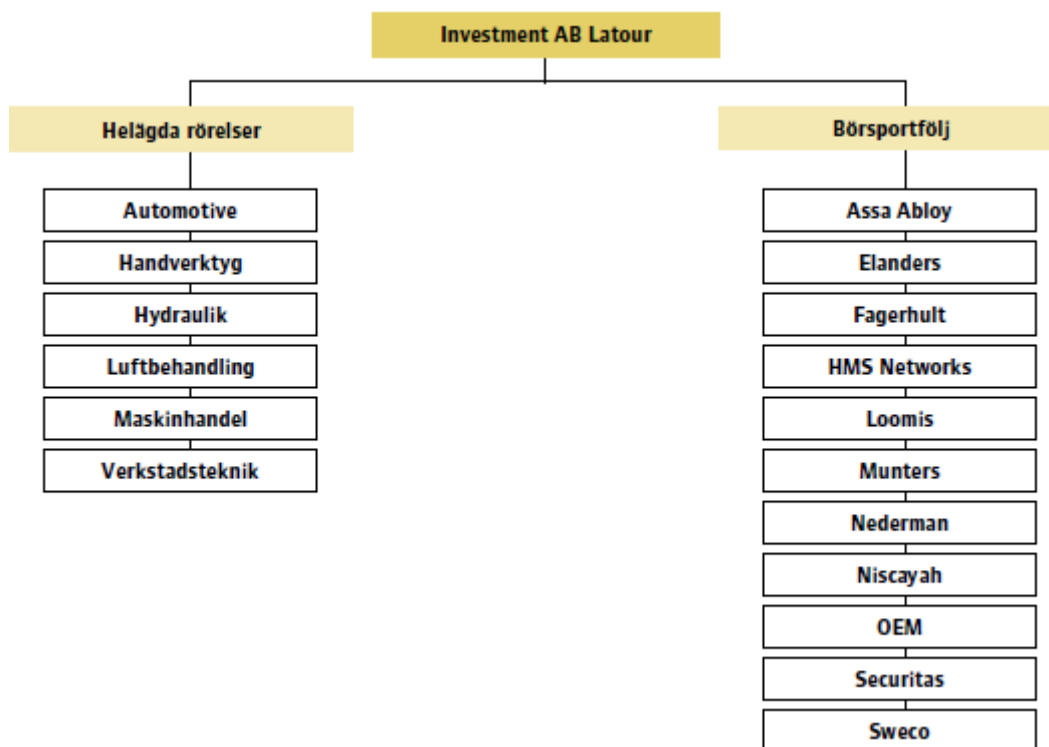 Investment AB Latour
Helägda rörelser
Automotive
Handverktyg
Hydraulik
Luftbehandling
Maskinhandel
Verkstadsteknik
Börsportfölj
Assa Abloy
Elanders
Fagerhult
HMS Networks
Loomis
Munters
Nederman
Niscayah
OEM
Securitas
Sweco